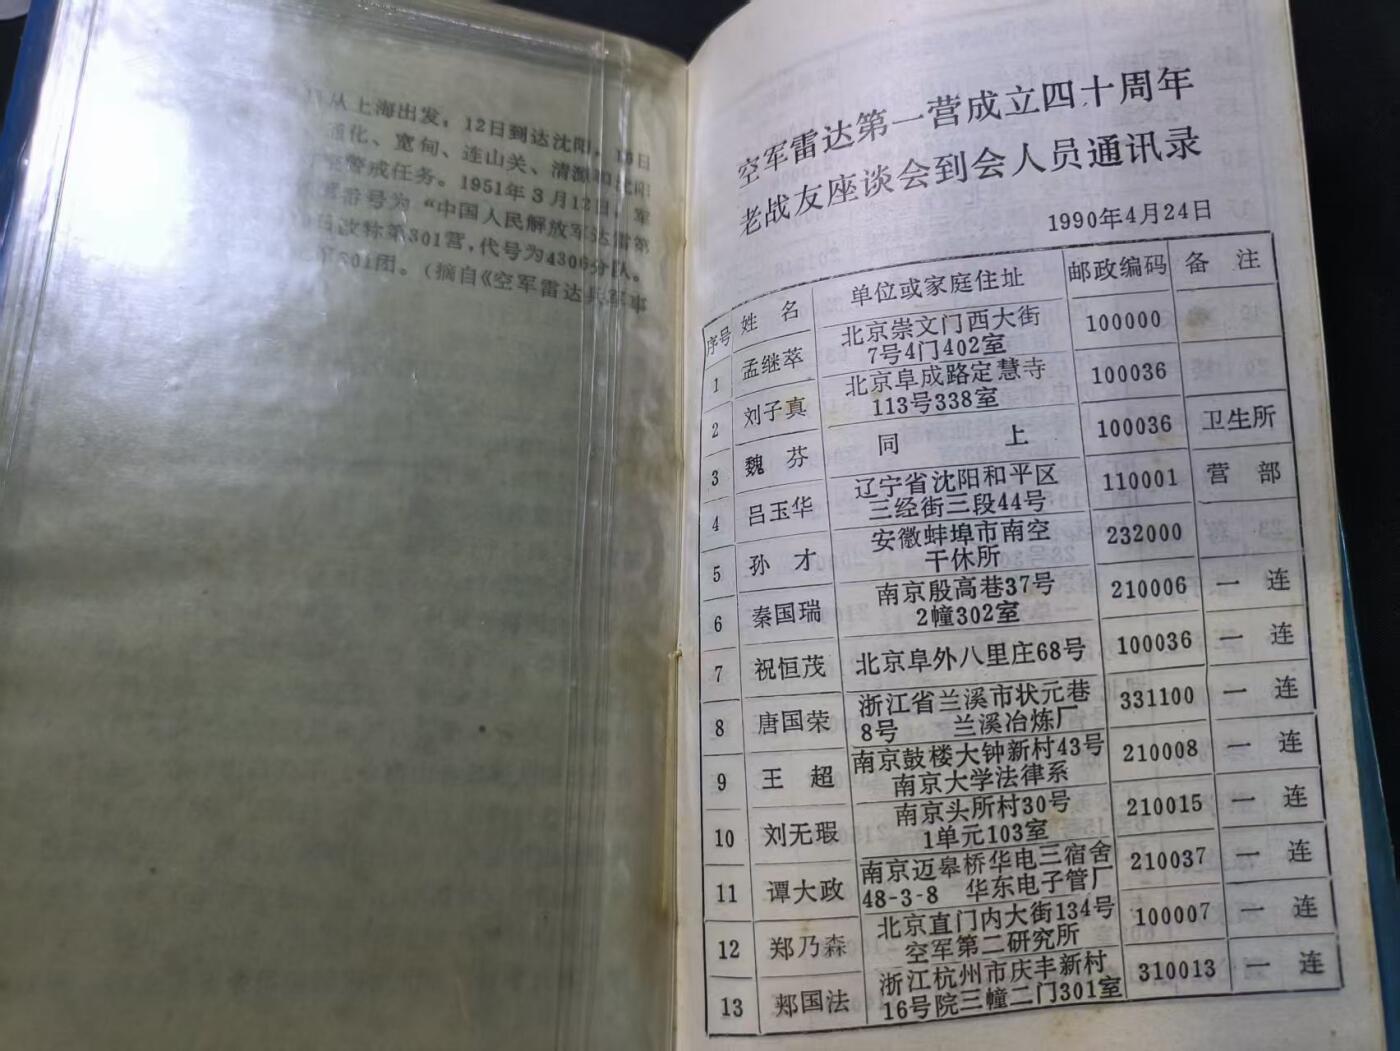 从上海出发，12日到达沈阳，15日
通化、宽甸、连山关、清源和沈阳
警戒任务。1951年3月12日，军
番号为“中国人民解放军达雷第
日改称第301营，代号为4306分队。
301团。（摘自《空军雷达兵军事
空军雷达第一营成立四十周年
老战友座谈会到会人员通讯录
1990年4月24日
序号 姓名 单位或家庭住址 邮政编码 备注
1 孟继萃 北京崇文门西大街 100000
7号4门402室
2 刘子真 北京阜成路定慧寺 100036
113号338室
3 魏芬 同上 100036 卫生所
4 吕玉华 辽宁省沈阳和平区 110001 营部
三经街三段44号
5 孙才 安徽蚌埠市南空 232000
干休所
6 秦国瑞 南京殷高巷37号 210006 一连
2幢302室
7 祝恒茂 北京阜外八里庄68号 100036 一连
8 唐国荣 浙江省兰溪市状元巷 331100 一连
8号 兰溪冶炼厂
9 王超 南京鼓楼大钟新村43号 210008 一连
南京大学法律系
10 刘无瑕 南京头所村30号 210015 一连
1单元103室
11 谭大政 南京迈皋桥华电三宿舍 210037 一连
48-3-8 华东电子管厂
12 郑乃森 北京直门内大街134号 100007 一连
空军第二研究所
13 郏国法 浙江杭州市庆丰新村 310013 一连
16号院三幢二门301室